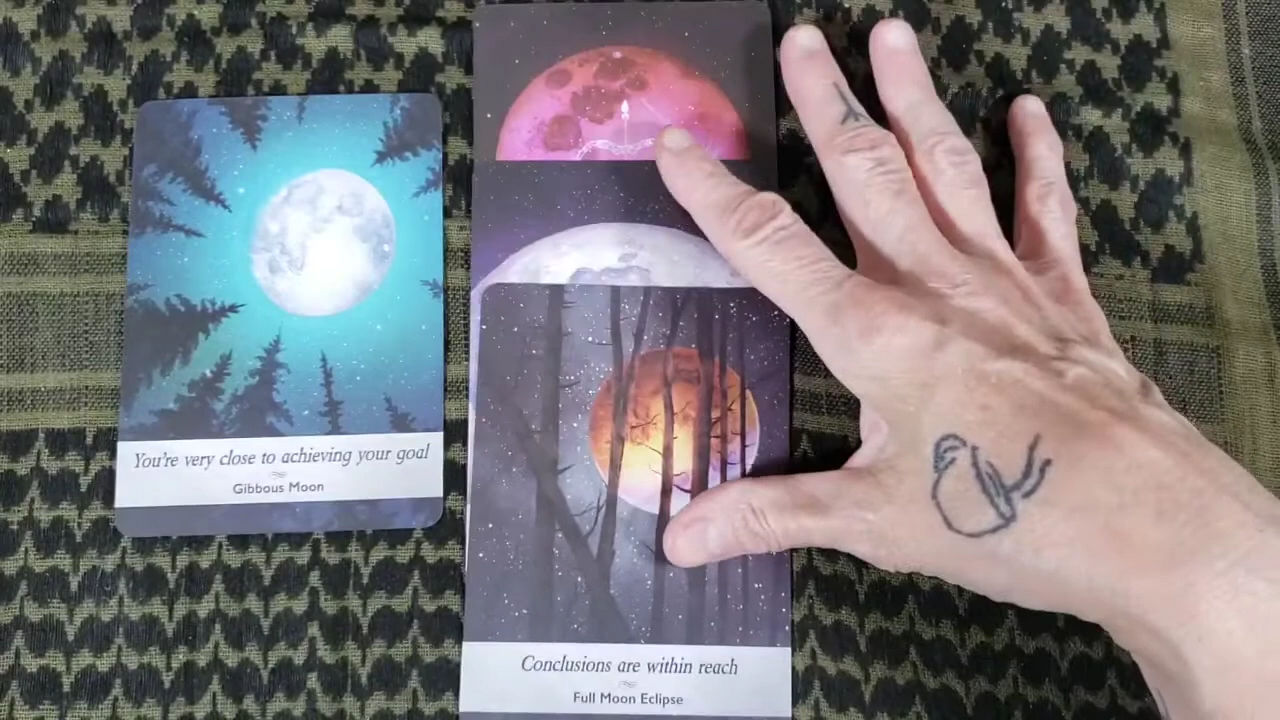 You're very close to achieving your goal
Gibbous Moon
Conclusions are within reach
Full Moon Eclipse